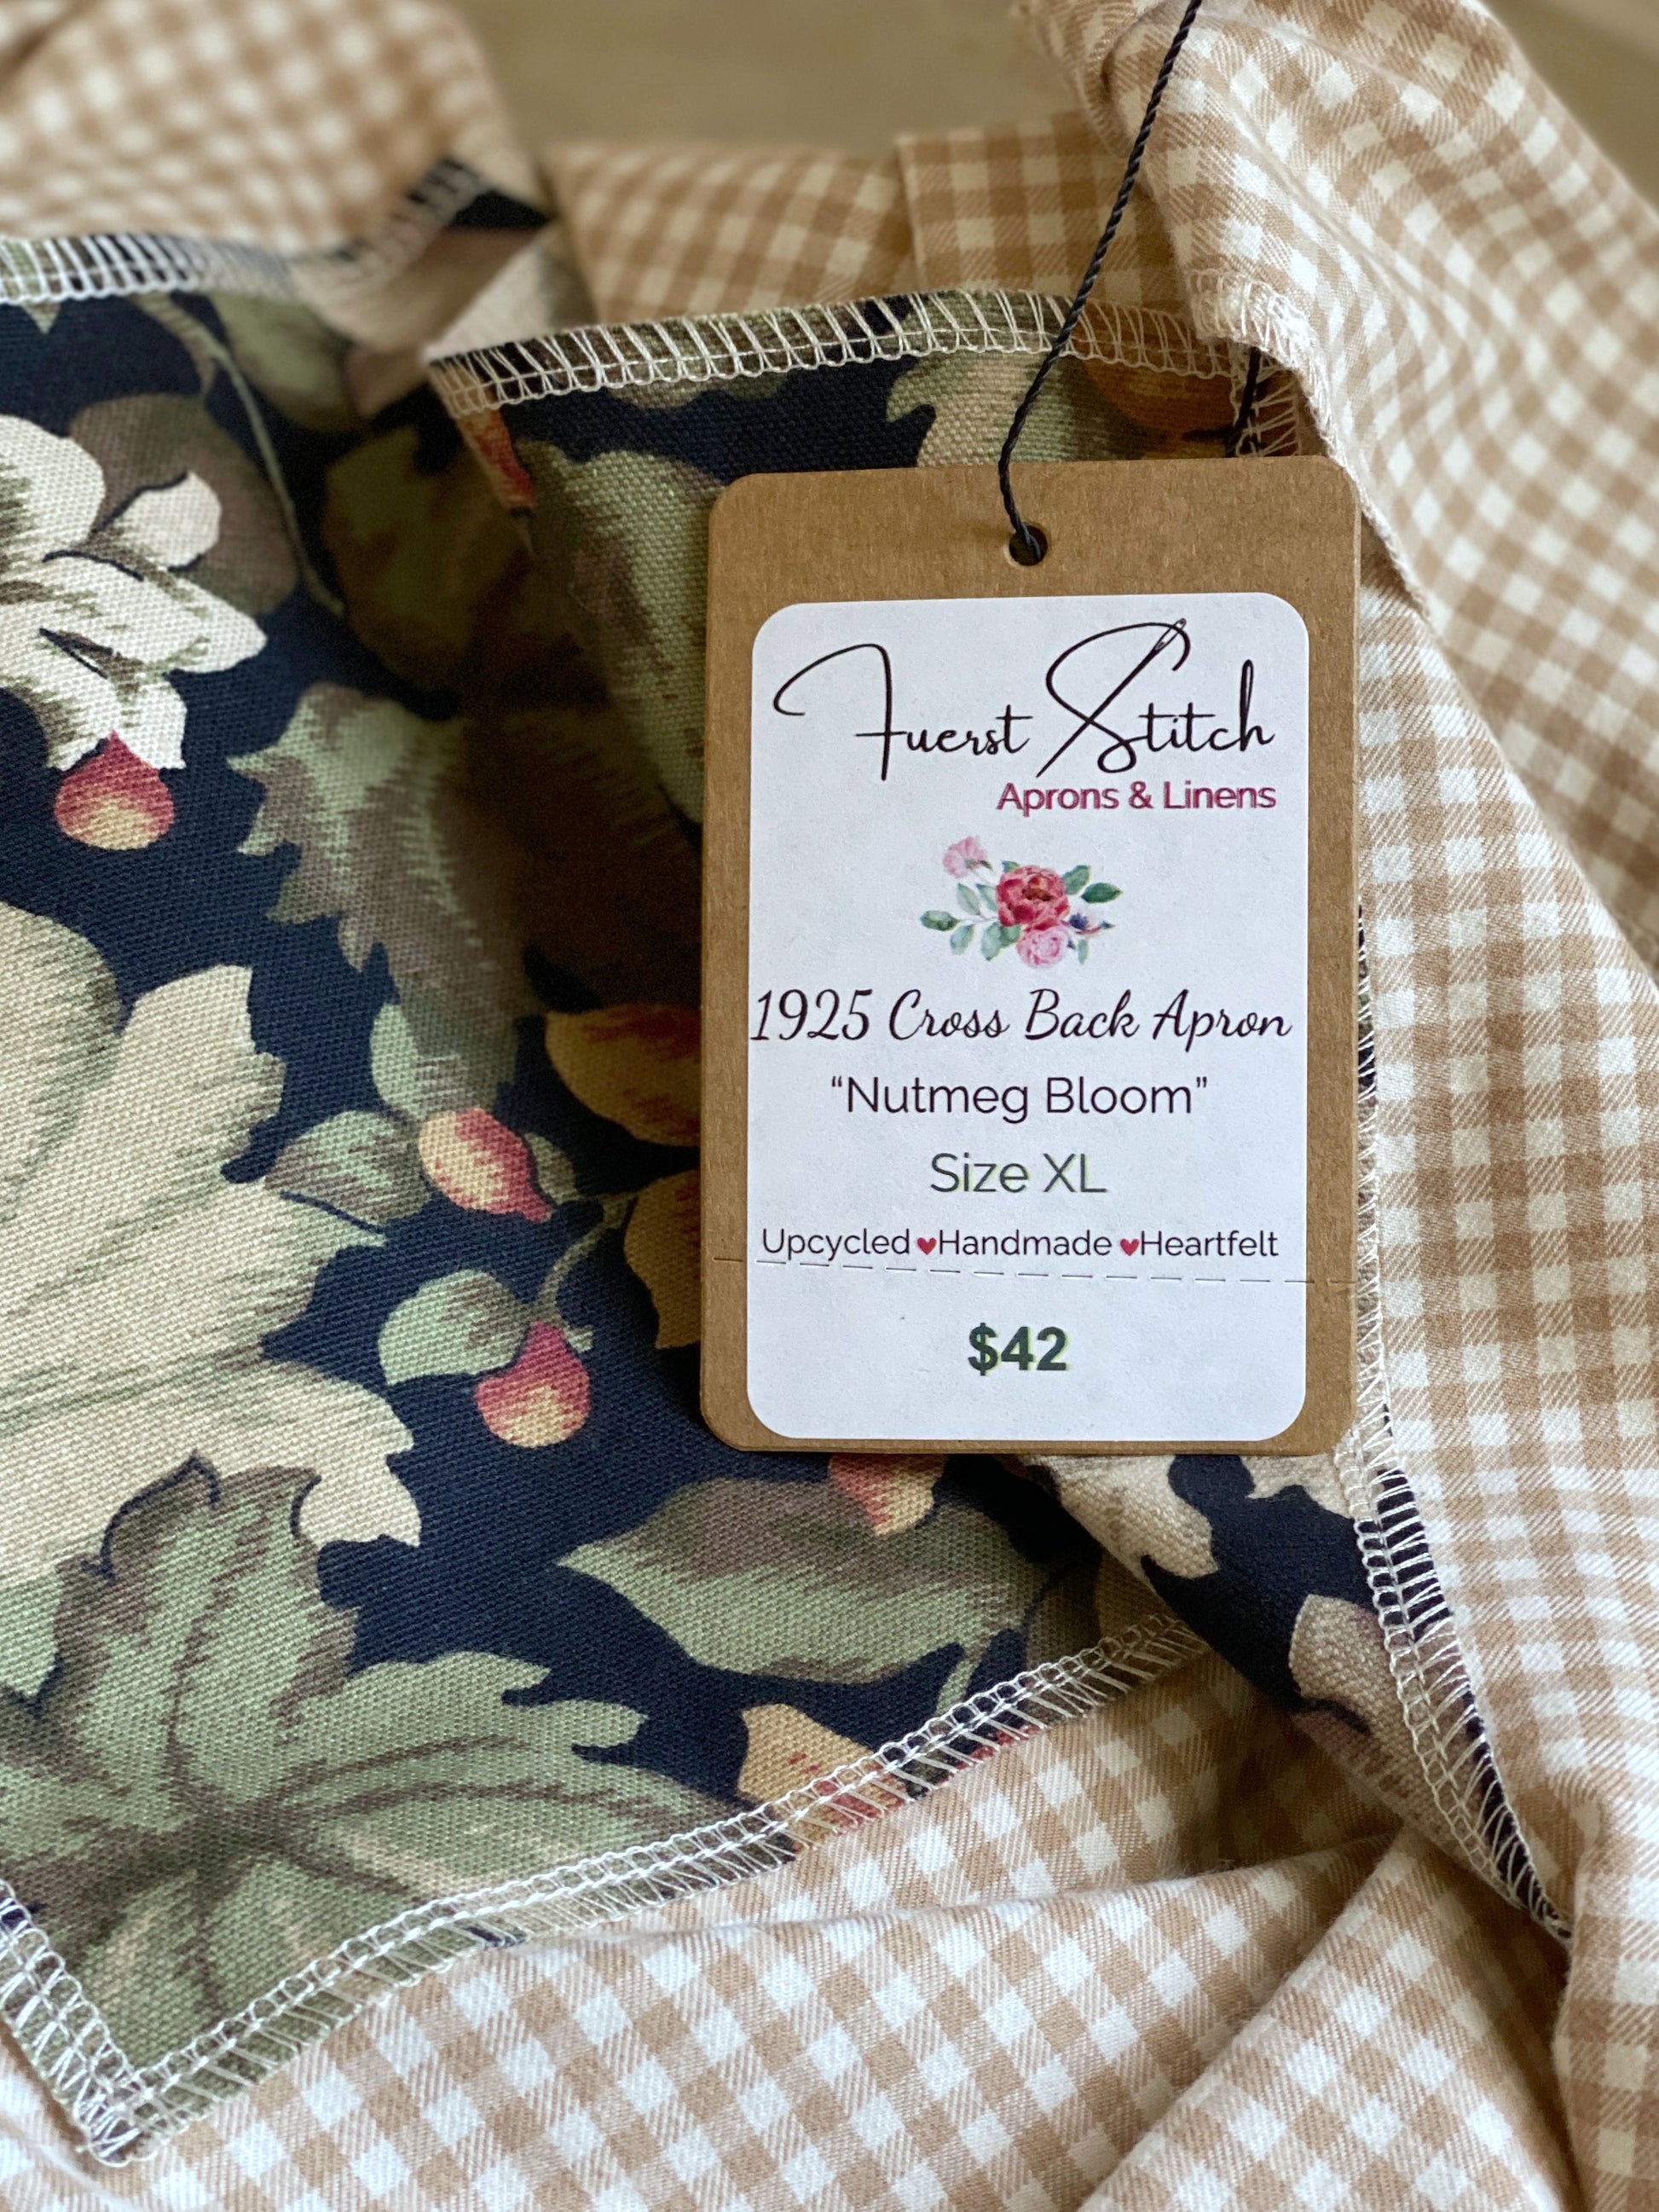 Fuerst Stitch
Aprons & Linens
1925 Cross Back Apron
“Nutmeg Bloom”
Size XL
Upcycled♥Handmade♥Heartfelt
$42